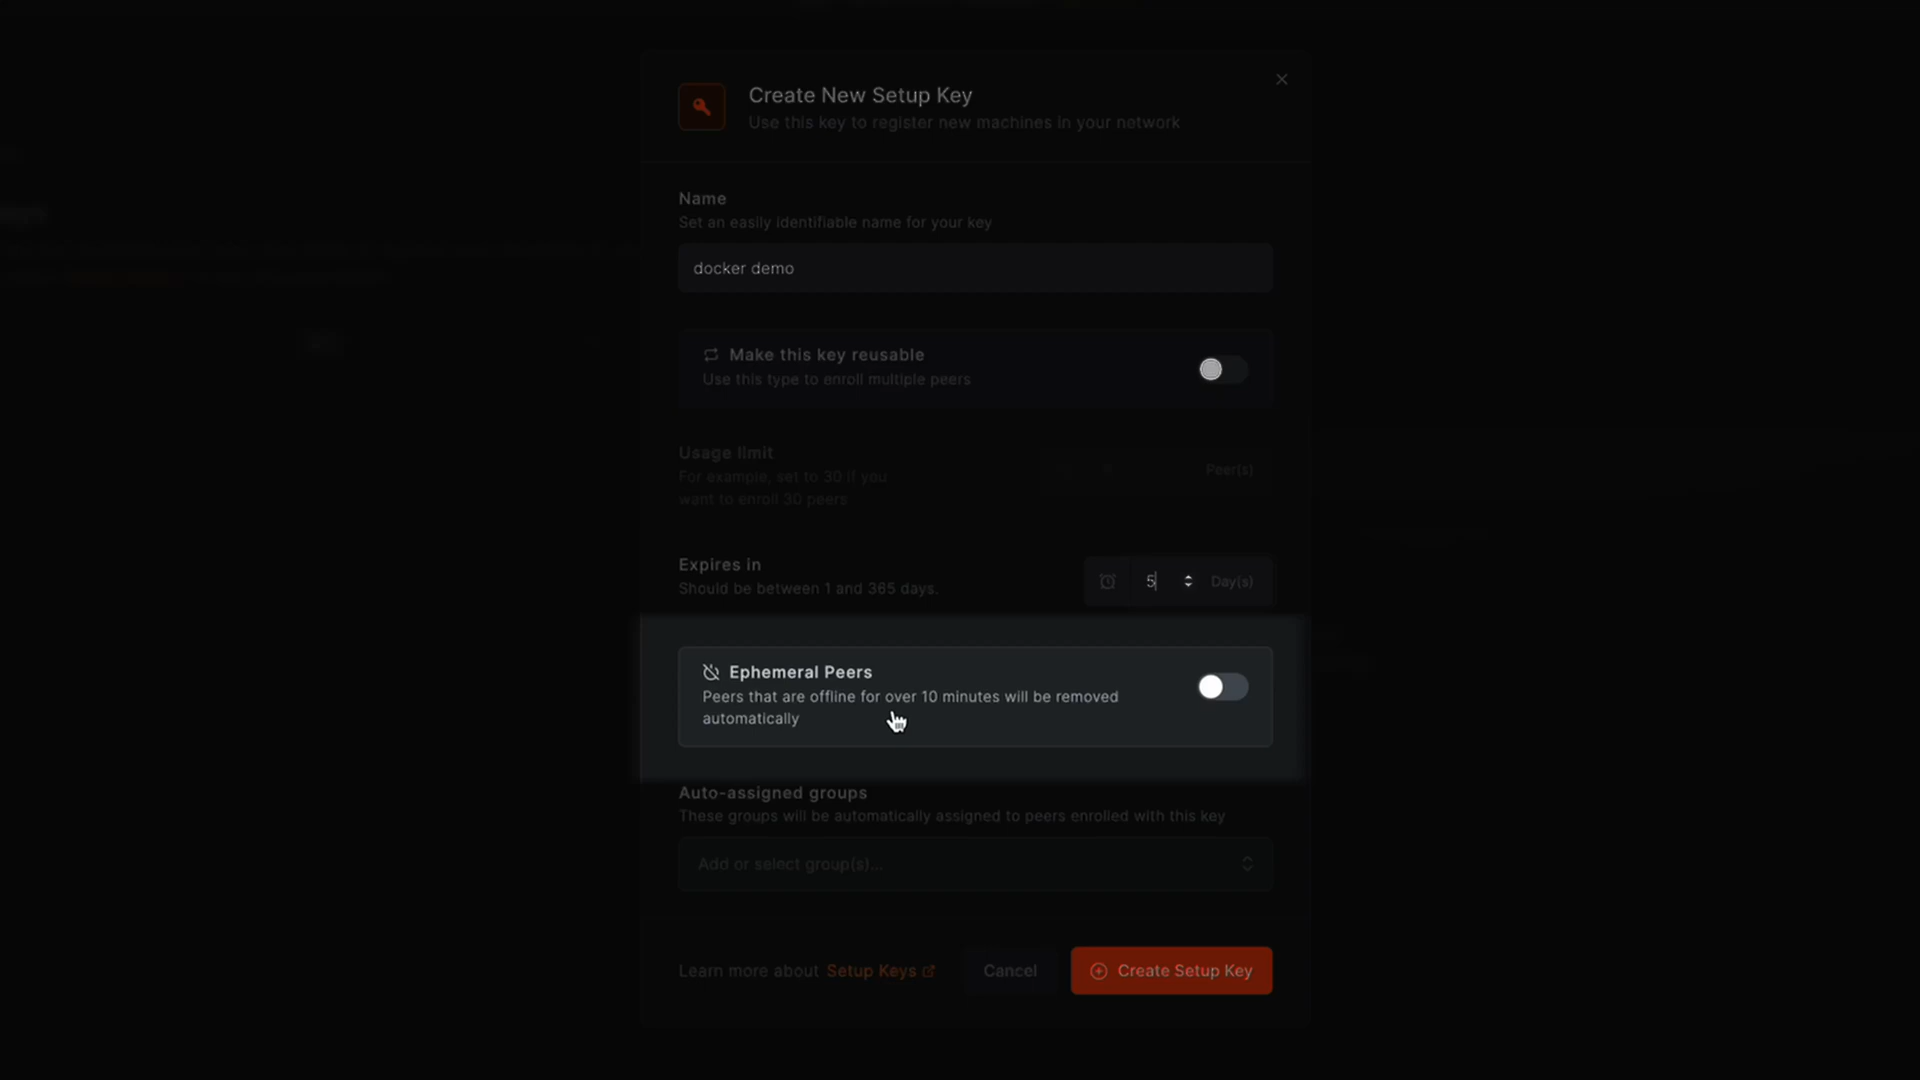 Create New Setup Key
Use this key to register new machines in your network
Name
Set an easily identifiable name for your key
docker demo
Make this key reusable
Use this type to enroll multiple peers
Usage limit
For example, set to 30 if you
want to enroll 30 peers
Peer(s)
Expires in
Should be between 1 and 365 days.
5
Day(s)
Ephemeral Peers
Peers that are offline for over 10 minutes will be removed
automatically
Auto-assigned groups
These groups will be automatically assigned to peers enrolled with this key
Add or select group(s)...
Learn more about Setup Keys
Cancel
Create Setup Key